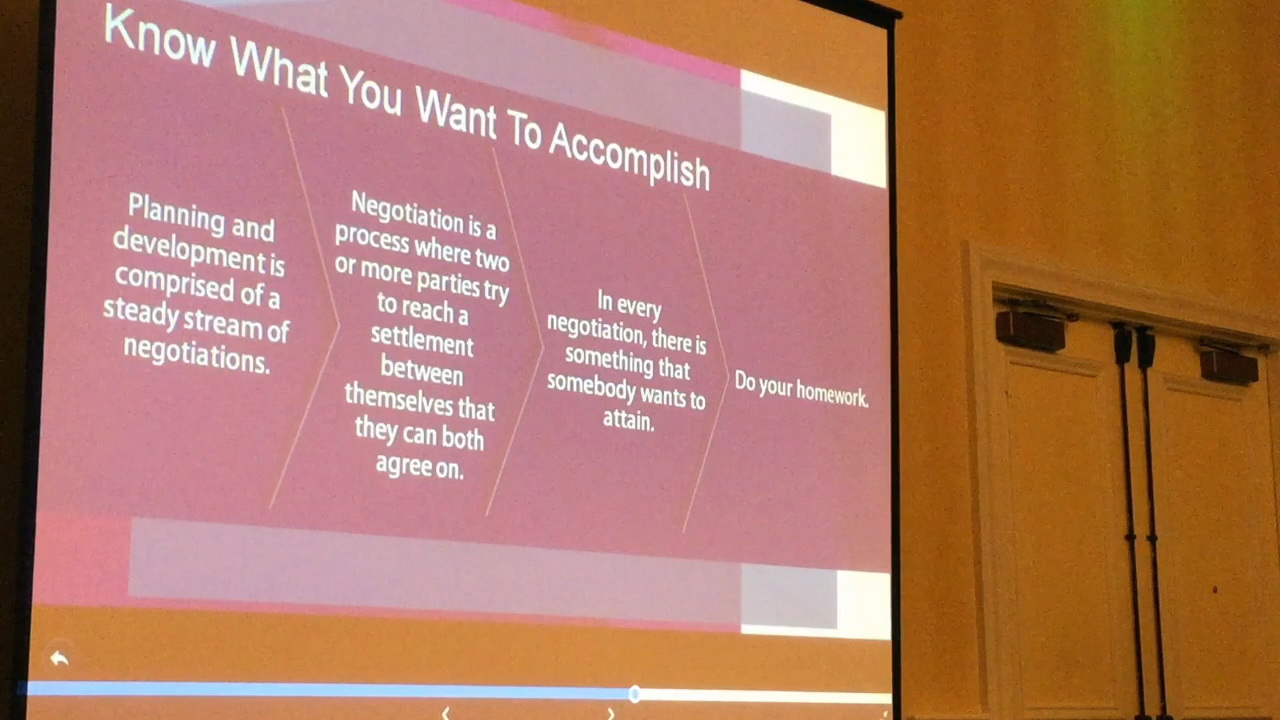 Know What You Want To Accomplish
Planning and
development is
comprised of a
steady stream of
negotiations.
Negotiation is a
process where two
or more parties try
to reach a
settlement
between
themselves that
they can both
agree on.
In every
negotiation, there is
something that
somebody wants to
attain.
Do your homework.